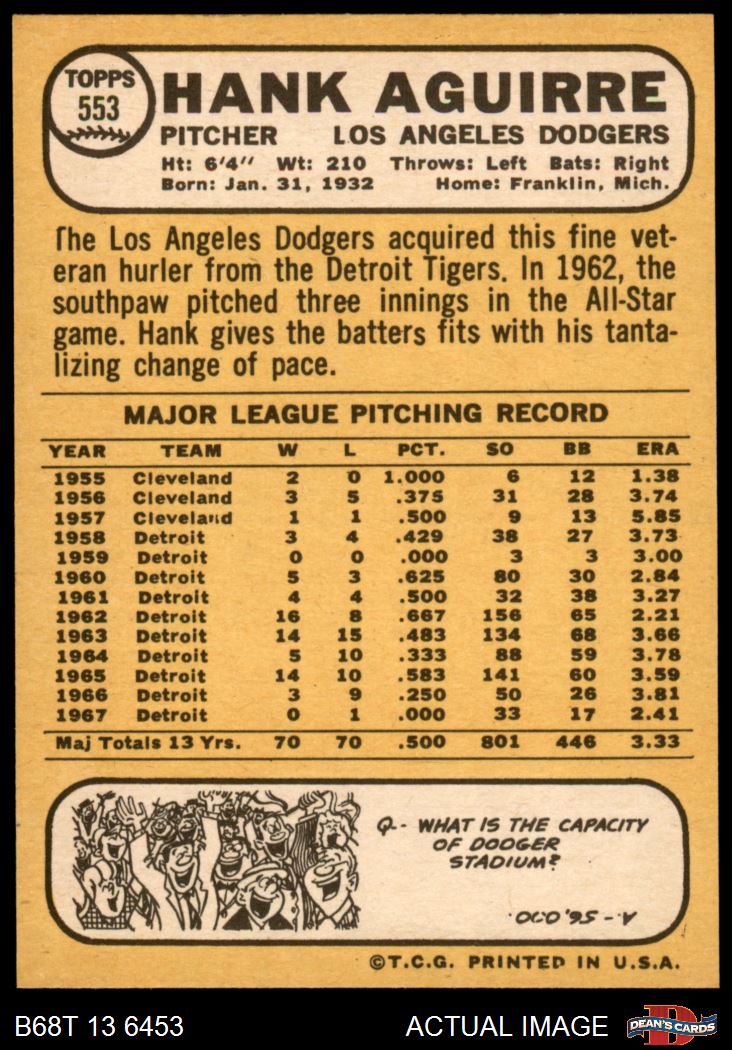 TOPPS
553
HANK AGUIRRE
PITCHER LOS ANGELES DODGERS
Ht: 6'4" Wt: 210 Throws: Left Bats: Right
Born: Jan. 31, 1932 Home: Franklin, Mich.
The Los Angeles Dodgers acquired this fine vet-
eran hurler from the Detroit Tigers. In 1962, the
southpaw pitched three innings in the All-Star
game. Hank gives the batters fits with his tanta-
lizing change of pace.
MAJOR LEAGUE PITCHING RECORD
YEAR TEAM W L PCT. SO BB ERA
1955 Cleveland 2 0 1.000 6 12 1.38
1956 Cleveland 3 5 .375 31 28 3.74
1957 Cleveland 1 1 .500 9 13 5.85
1958 Detroit 3 4 .429 38 27 3.73
1959 Detroit 0 0 .000 3 3 3.00
1960 Detroit 5 3 .625 80 30 2.84
1961 Detroit 4 4 .500 32 38 3.27
1962 Detroit 16 8 .667 156 65 2.21
1963 Detroit 14 15 .483 134 68 3.66
1964 Detroit 5 10 .333 88 59 3.78
1965 Detroit 14 10 .583 141 60 3.59
1966 Detroit 3 9 .250 50 26 3.81
1967 Detroit 0 1 .000 33 17 2.41
Maj Totals 13 Yrs. 70 70 .500 801 446 3.33
Q- WHAT IS THE CAPACITY
OF DODGER
STADIUM?
A - 56,000.
©T.C.G. PRINTED IN U.S.A.
B68T 13 6453 ACTUAL IMAGE
D
DEAN'S CARDS